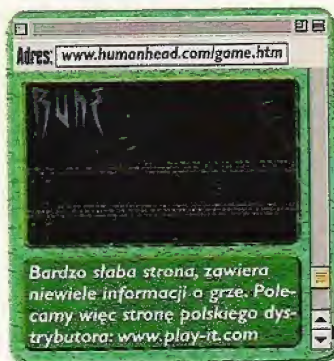 Adres: www.humanhead.com/game.htm
Rune
Bardzo słaba strona, zawiera
niewiele informacji o grze. Pole-
camy więc stronę polskiego dys-
trybutora: www.play-it.com